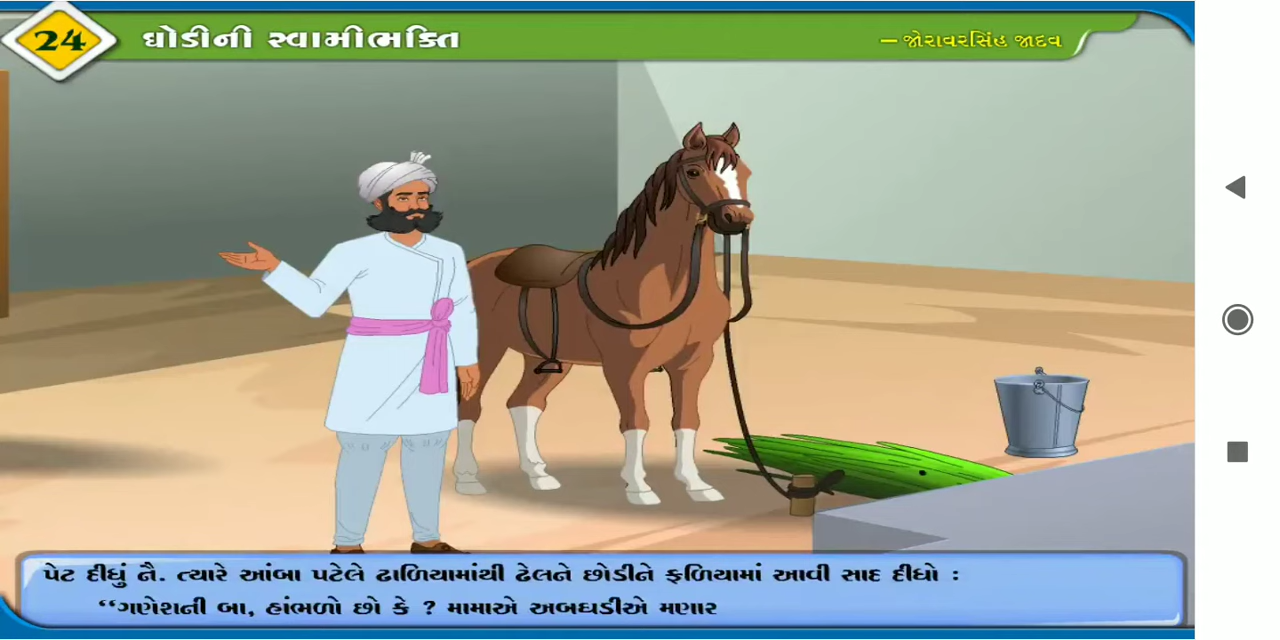 24 ઘોડીની સ્વામીભક્તિ
– જોરાવરસિંહ જાદવ
પેટ દીધું નૈ. ત્યારે આંબા પટેલે ઢાળિયામાંથી ઢેલને છોડીને ફળિયામાં આવી સાદ દીધો :
“ગણેશની બા, હાંભળો છો કે ? મામાએ અબઘડીએ મણાર